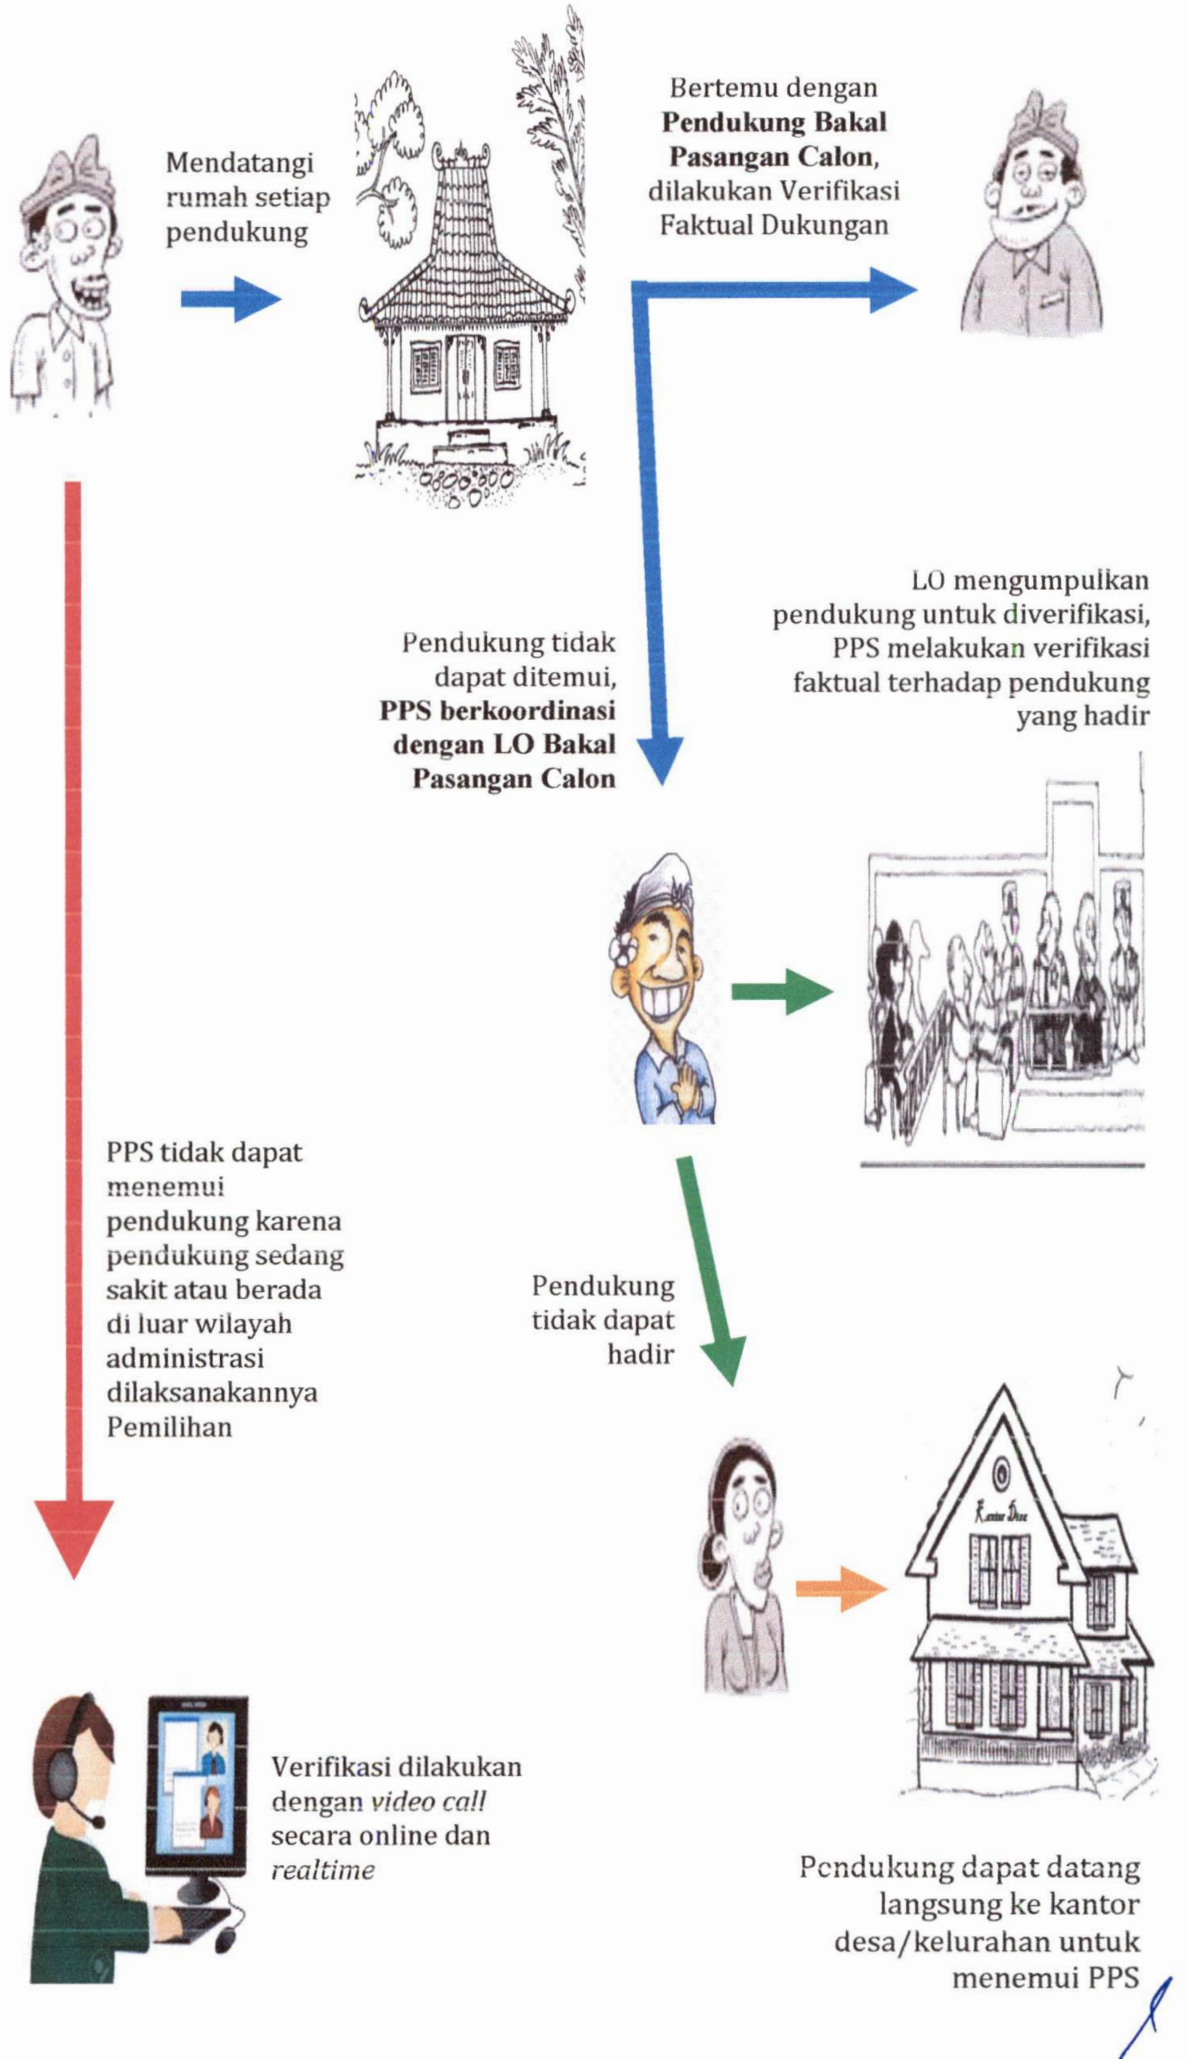 Mendatangi
rumah setiap
pendukung
Bertemu dengan
Pendukung Bakal
Pasangan Calon,
dilakukan Verifikasi
Faktual Dukungan
Pendukung tidak
dapat ditemui,
PPS berkoordinasi
dengan LO Bakal
Pasangan Calon
LO mengumpulkan
pendukung untuk diverifikasi,
PPS melakukan verifikasi
faktual terhadap pendukung
yang hadir
PPS tidak dapat
menemui
pendukung karena
pendukung sedang
sakit atau berada
di luar wilayah
administrasi
dilaksanakannya
Pemilihan
Pendukung
tidak dapat
hadir
Kantor Desa
Verifikasi dilakukan
dengan video call
secara online dan
realtime
Pendukung dapat datang
langsung ke kantor
desa/kelurahan untuk
menemui PPS